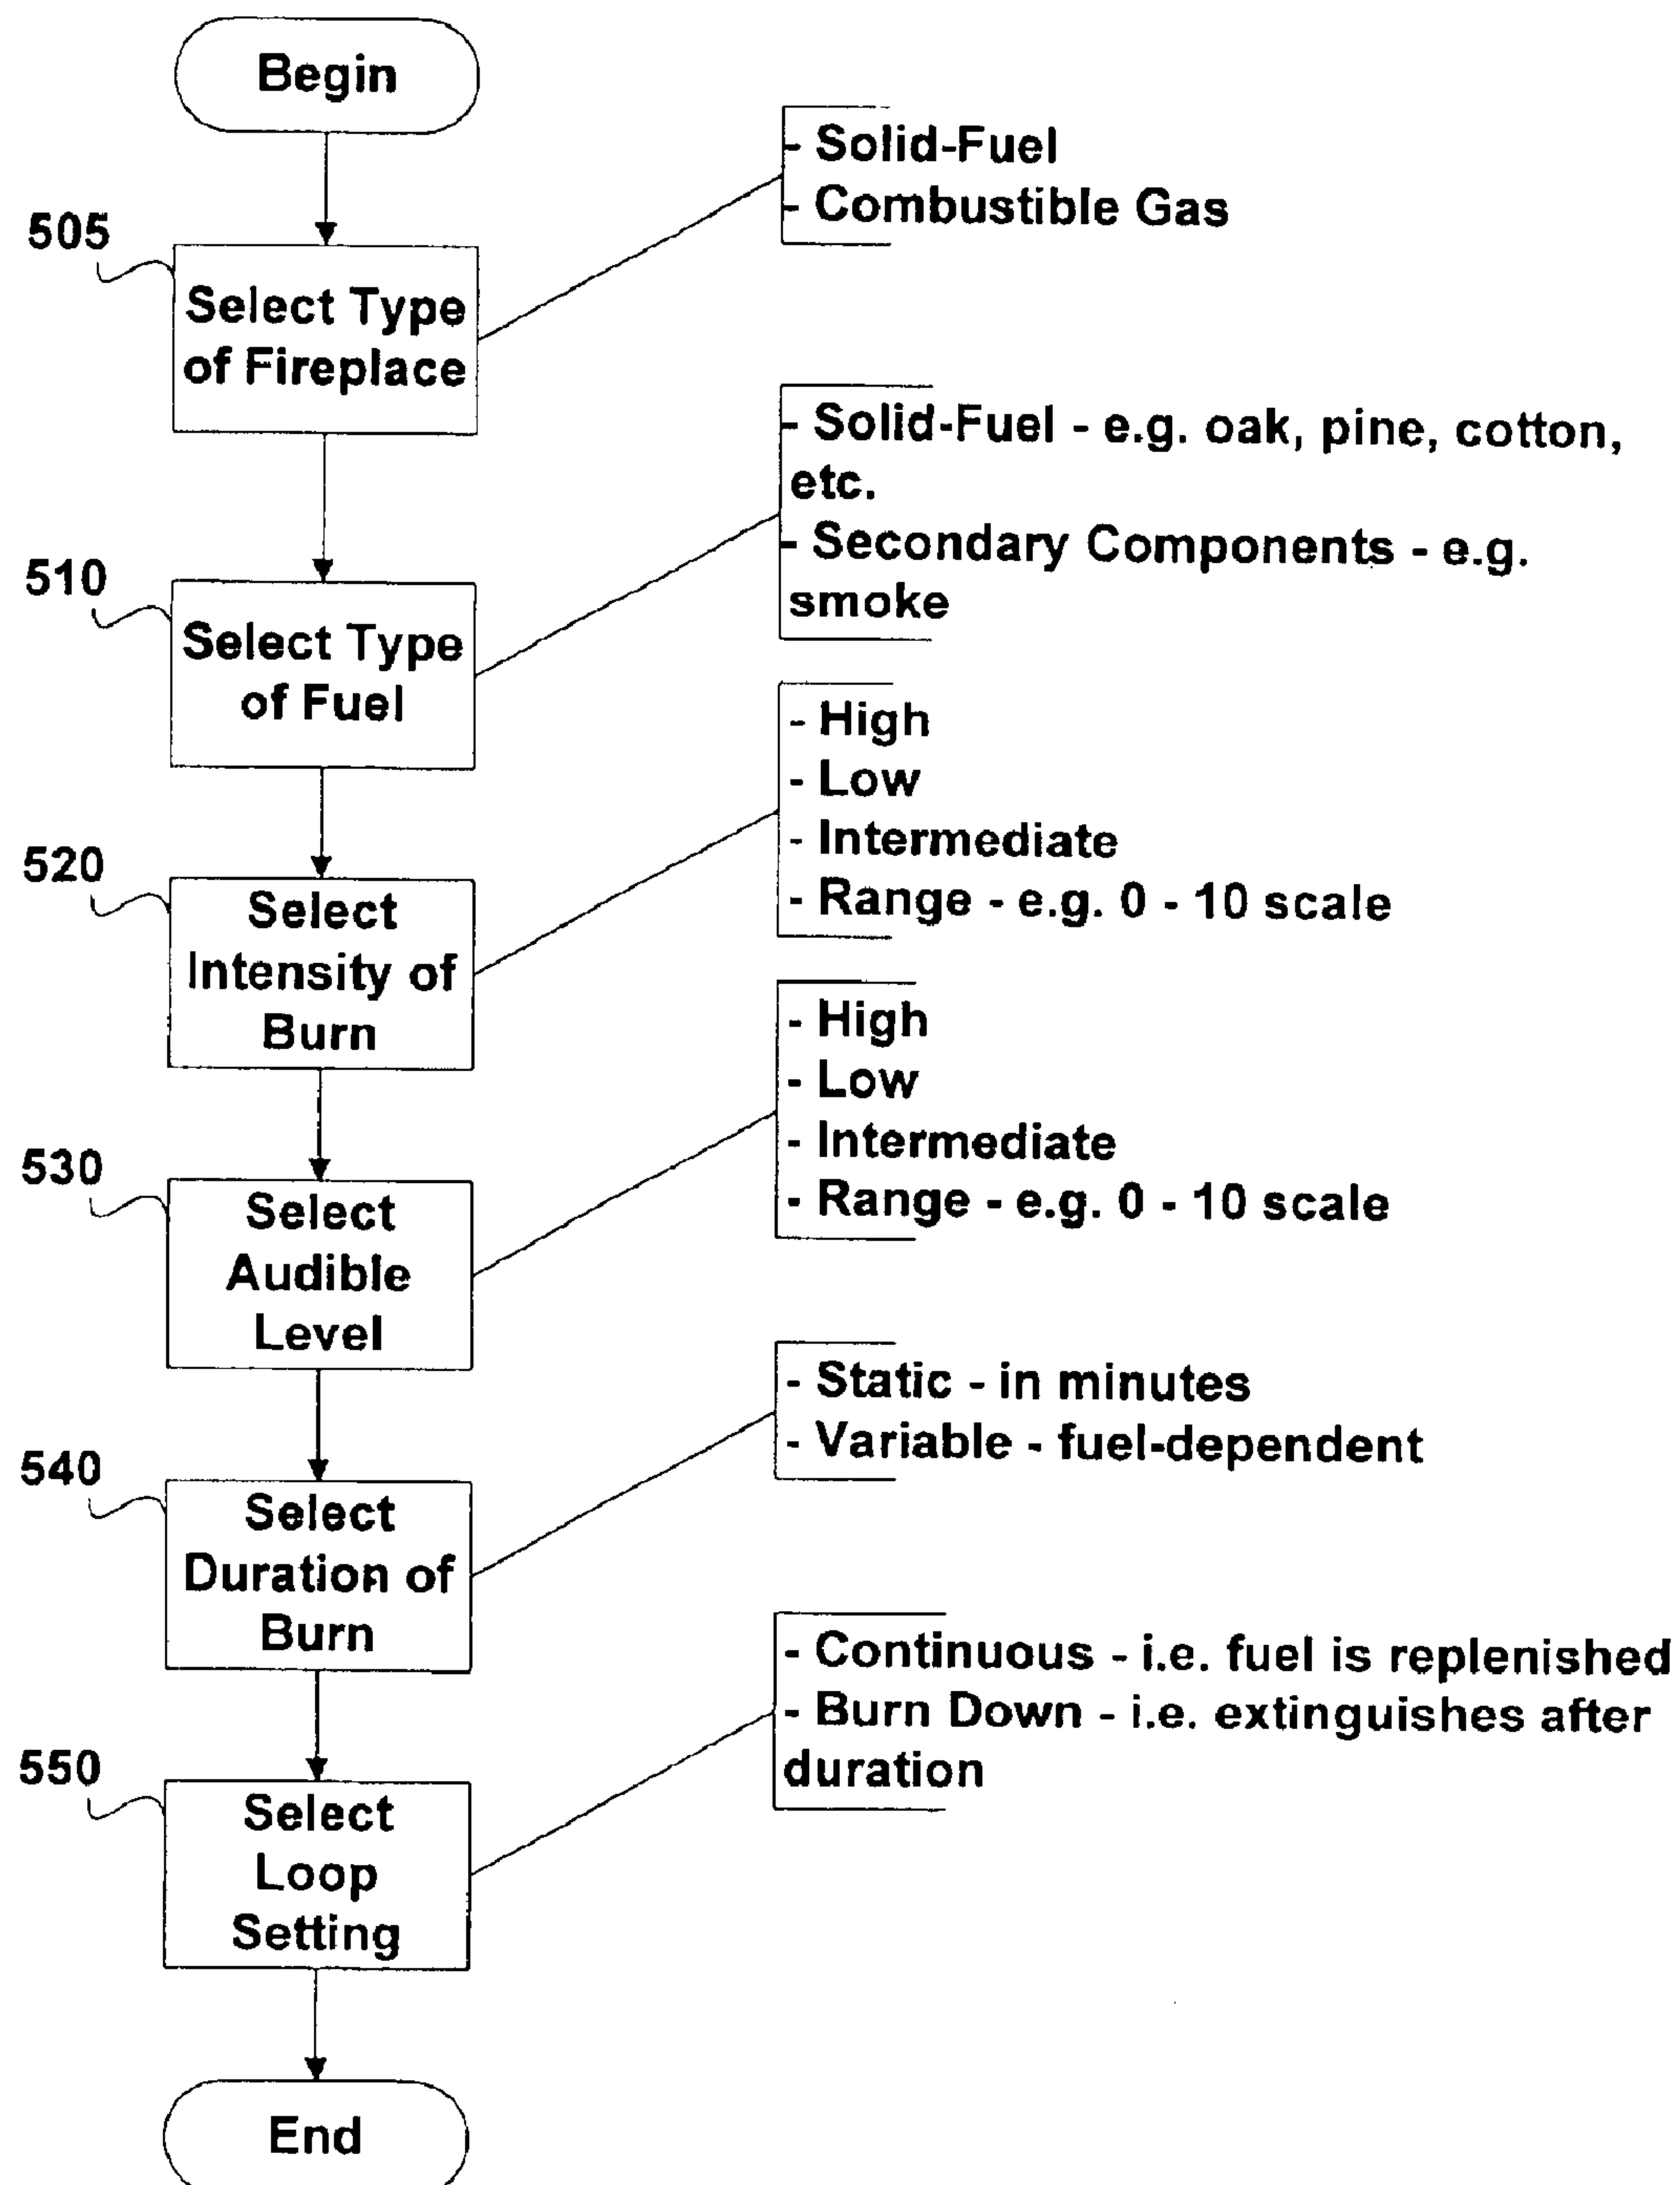 Begin
- Solid-Fuel
- Combustible Gas
505
Select Type
of Fireplace
- Solid-Fuel - e.g. oak, pine, cotton,
etc.
- Secondary Components - e.g.
smoke
510
Select Type
of Fuel
- High
- Low
- Intermediate
- Range - e.g. 0 - 10 scale
520
Select
Intensity of
Burn
- High
- Low
- Intermediate
- Range - e.g. 0 - 10 scale
530
Select
Audible
Level
- Static - in minutes
- Variable - fuel-dependent
540
Select
Duration of
Burn
- Continuous - i.e. fuel is replenished
- Burn Down - i.e. extinguishes after
duration
550
Select
Loop
Setting
End